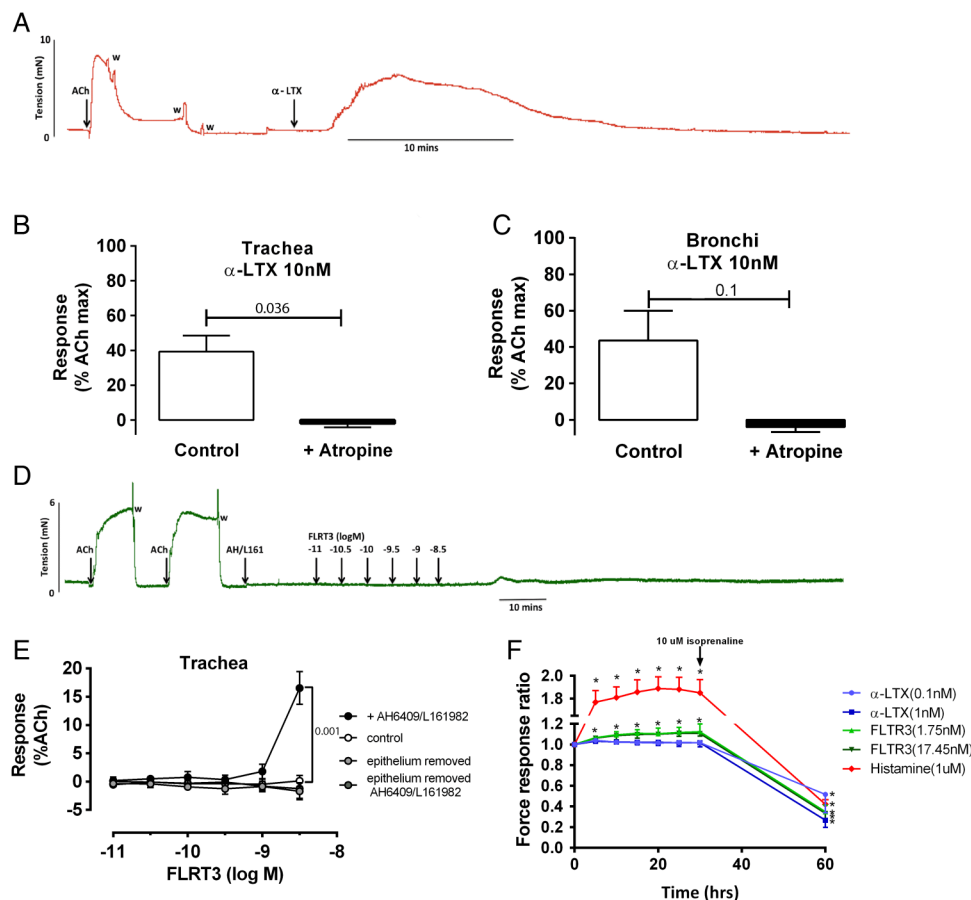 A
10
Tension (mN)
0
ACh
w
w
w
α- LTX
10 mins
B
Trachea
α-LTX 10nM
0.036
Response
(% ACh max)
100
80
60
40
20
0
Control
+ Atropine
C
Bronchi
α-LTX 10nM
0.1
Response
(% ACh max)
100
80
60
40
20
0
Control
+ Atropine
D
6
Tension (mN)
0
ACh
w
ACh
w
AH/L161
FLRT3 (logM)
-11 -10.5 -10 -9.5 -9 -8.5
10 mins
E
Trachea
Response
(%ACh)
20
15
10
5
0
-5
-11 -10 -9 -8
FLRT3 (log M)
0.001
+ AH6409/L161982
control
epithelium removed
epithelium removed
AH6409/L161982
F
10 uM isoprenaline
Force response ratio
2.0
1.8
1.2
1.0
0.8
0.6
0.4
0.2
0.0
* * * * * *
* * * * * *
*
*
*
*
0 20 40 60
Time (hrs)
α-LTX(0.1nM)
α-LTX(1nM)
FLTR3(1.75nM)
FLTR3(17.45nM)
Histamine(1uM)